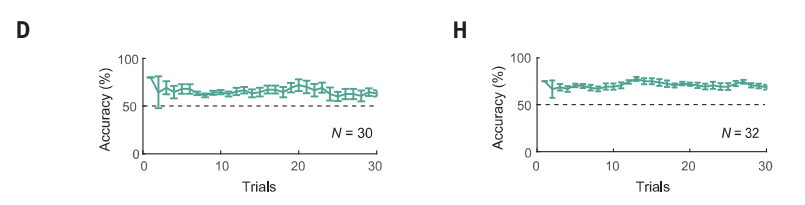 D
Accuracy (%)
100
50
0
N = 30
0 10 20 30
Trials
H
Accuracy (%)
100
50
0
N = 32
0 10 20 30
Trials